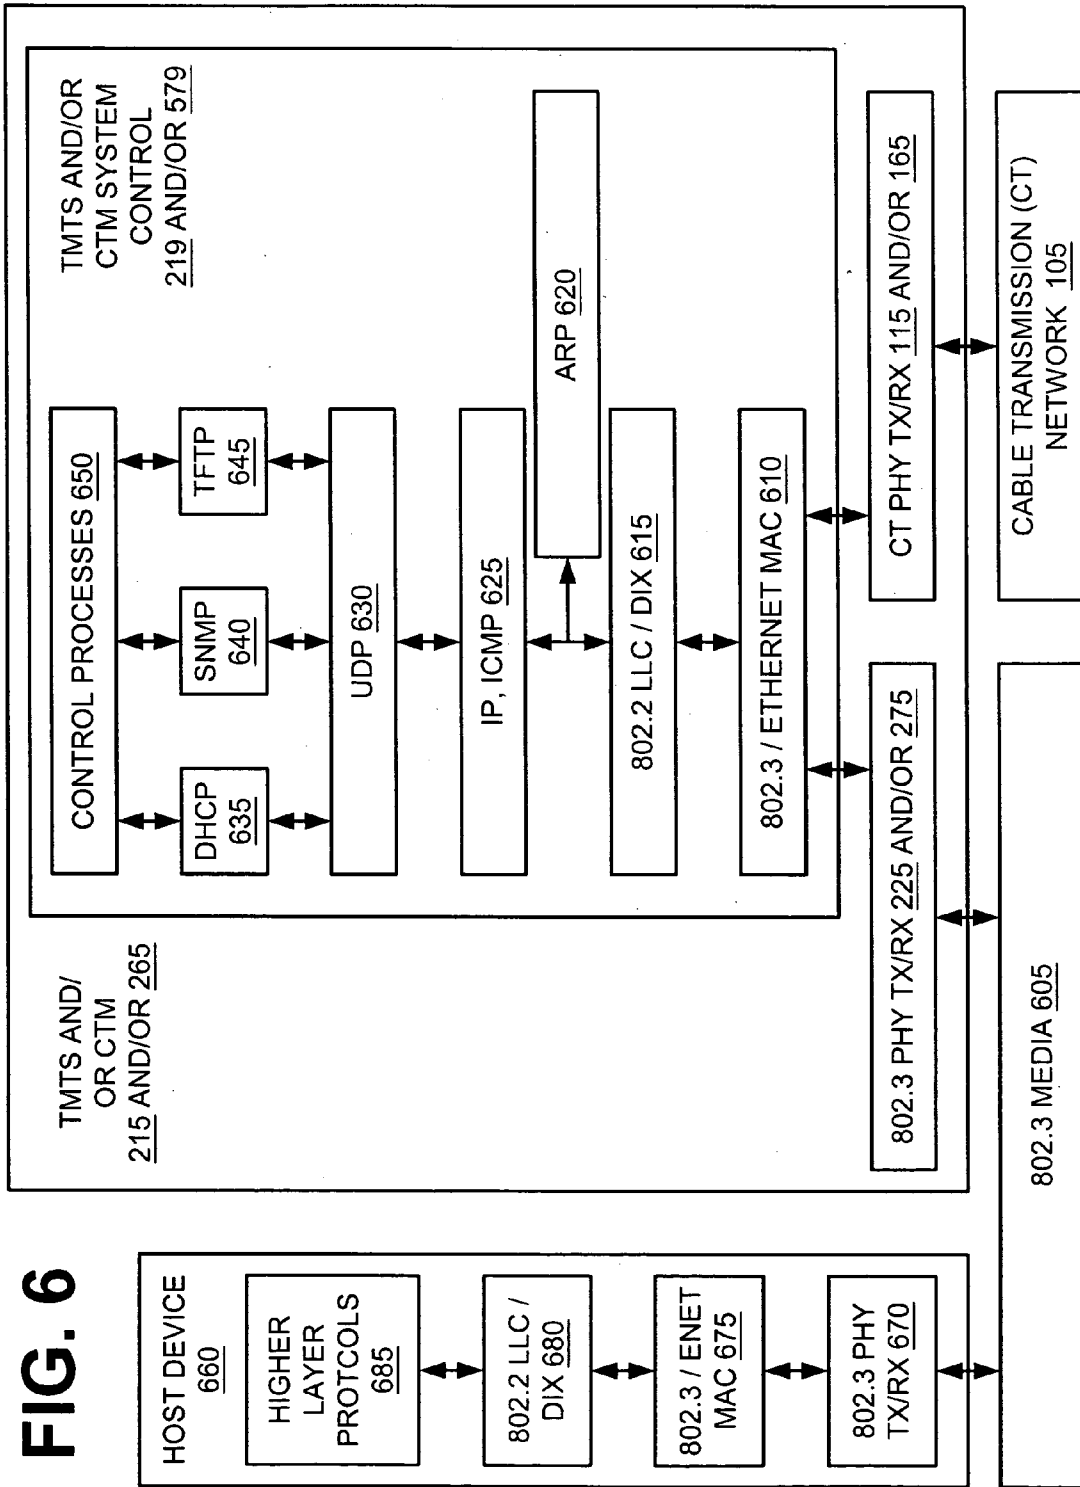 FIG. 6
HOST DEVICE
660
HIGHER
LAYER
PROTCOLS
685
802.2 LLC /
DIX 680
802.3 / ENET
MAC 675
802.3 PHY
TX/RX 670
TMTS AND/
OR CTM
215 AND/OR 265
TMTS AND/OR
CTM SYSTEM
CONTROL
219 AND/OR 579
CONTROL PROCESSES 650
DHCP
635
SNMP
640
TFTP
645
UDP 630
IP, ICMP 625
ARP 620
802.2 LLC / DIX 615
802.3 / ETHERNET MAC 610
802.3 PHY TX/RX 225 AND/OR 275
CT PHY TX/RX 115 AND/OR 165
802.3 MEDIA 605
CABLE TRANSMISSION (CT)
NETWORK 105